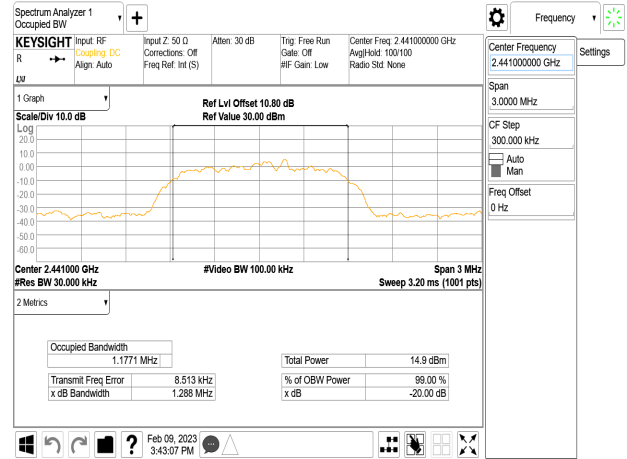 Spectrum Analyzer 1
Occupied BW
Frequency
KEYSIGHT
R
Input: RF
Coupling: DC
Align: Auto
Input Z: 50 Ω
Corrections: Off
Freq Ref: Int (S)
Atten: 30 dB
Trig: Free Run
Gate: Off
#IF Gain: Low
Center Freq: 2.441000000 GHz
Avg|Hold: 100/100
Radio Std: None
Center Frequency
2.441000000 GHz
Settings
Span
3.0000 MHz
CF Step
300.000 kHz
Auto
Man
Freq Offset
0 Hz
1 Graph
Scale/Div 10.0 dB
Ref Lvl Offset 10.80 dB
Ref Value 30.00 dBm
Log
20.0
10.0
0.00
-10.0
-20.0
-30.0
-40.0
-50.0
-60.0
Center 2.441000 GHz
#Video BW 100.00 kHz
Span 3 MHz
#Res BW 30.000 kHz
Sweep 3.20 ms (1001 pts)
2 Metrics
Occupied Bandwidth
1.1771 MHz
Total Power 14.9 dBm
Transmit Freq Error 8.513 kHz
% of OBW Power 99.00 %
x dB Bandwidth 1.288 MHz
x dB -20.00 dB
Feb 09, 2023
3:43:07 PM